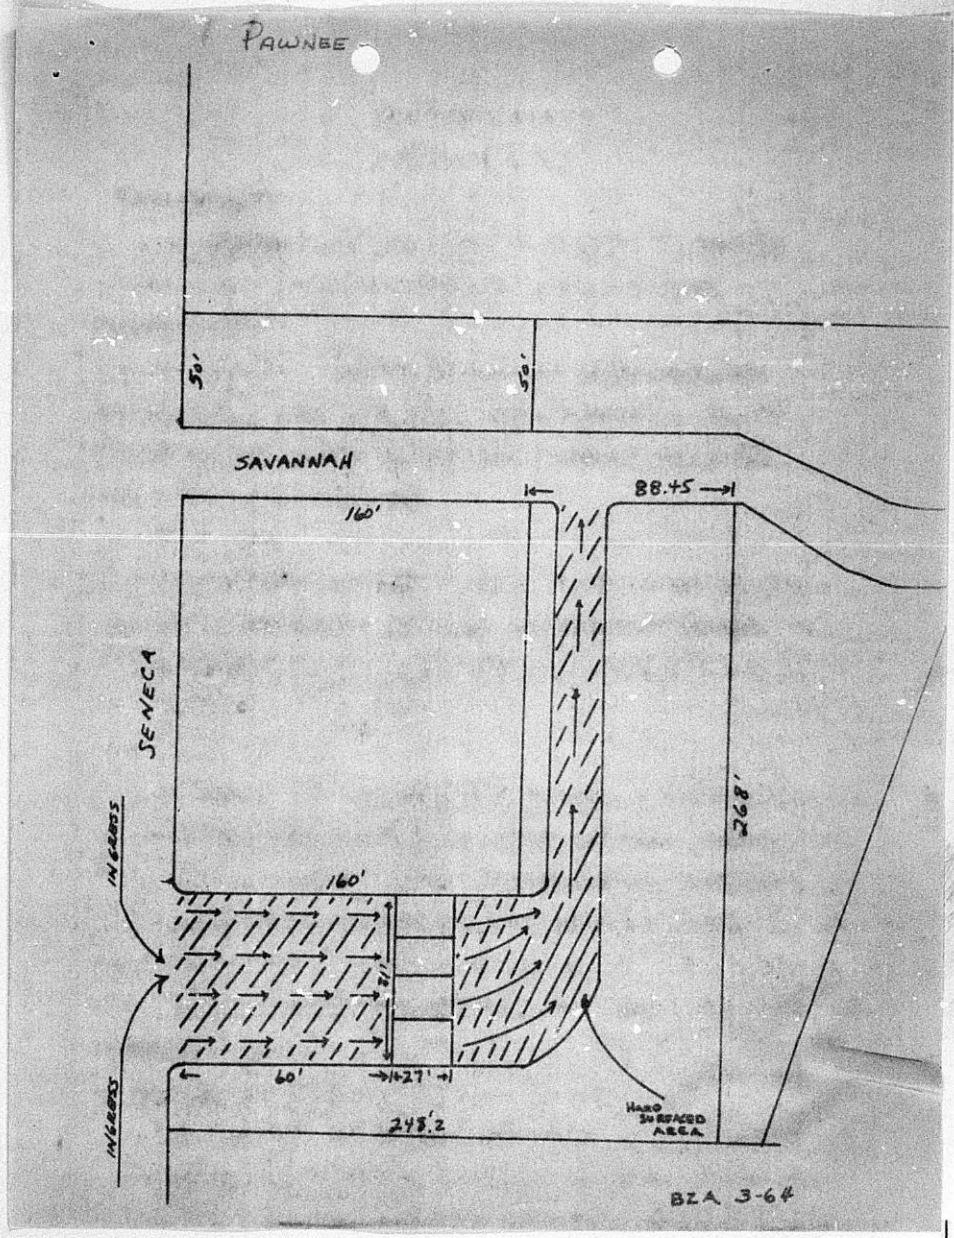 PAWNEE
50'
50'
SAVANNAH
88.45
160'
SENECA
268'
INGRESS
160'
60'
27'
INGRESS
248.2
HARD
SURFACED
AREA
BZA 3-64